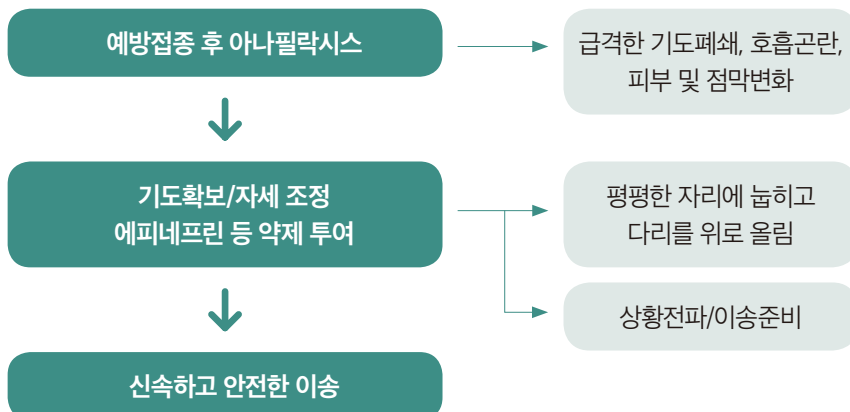 예방접종 후 아나필락시스
급격한 기도폐쇄, 호흡곤란,
피부 및 점막변화
기도확보/자세 조정
에피네프린 등 약제 투여
평평한 자리에 눕히고
다리를 위로 올림
상황전파/이송준비
신속하고 안전한 이송